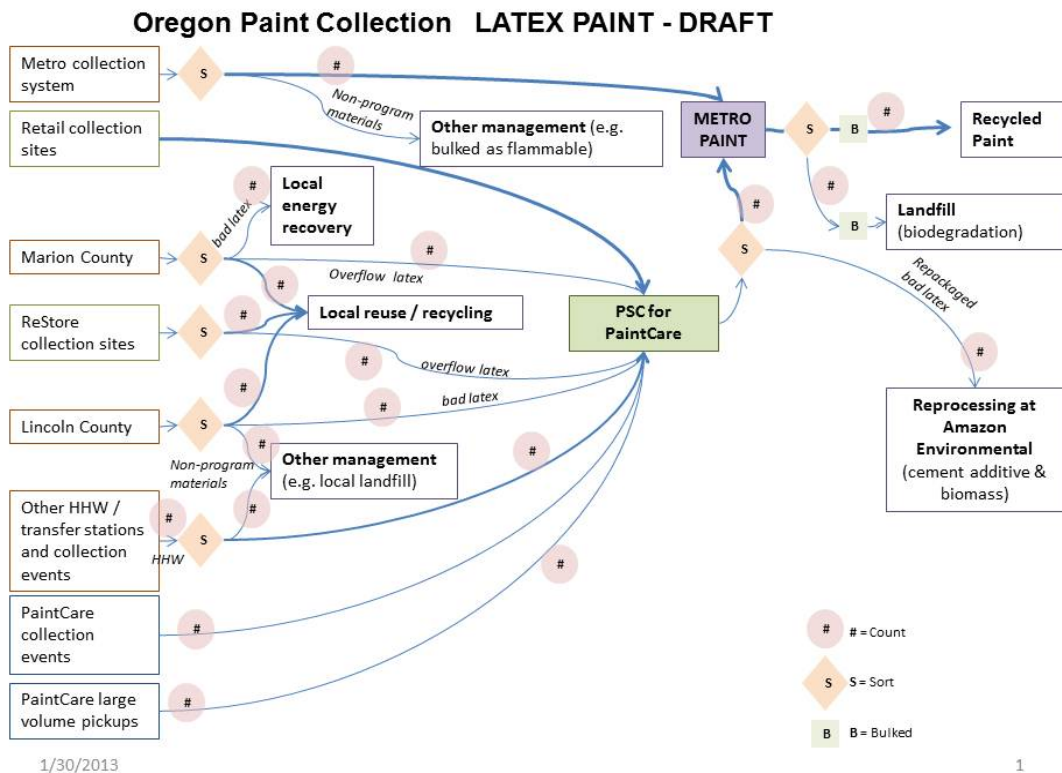 Oregon Paint Collection LATEX PAINT - DRAFT
Metro collection
system
S
#
Non-program
materials
Other management (e.g.
bulked as flammable)
METRO
PAINT
S
B
#
Recycled
Paint
Retail collection
sites
#
Local
energy
recovery
bad latex
#
B
Landfill
(biodegradation)
#
Marion County
S
#
Overflow latex
S
Repackaged
bad latex
#
Local reuse / recycling
PSC for
PaintCare
ReStore
collection sites
#
S
#
overflow latex
#
#
bad latex
#
Reprocessing at
Amazon
Environmental
(cement additive &
biomass)
Lincoln County
S
#
Non-program
materials
Other management
(e.g. local landfill)
#
Other HHW /
transfer stations
and collection
events
#
HHW
S
#
#
PaintCare
collection
events
#
PaintCare large
volume pickups
#
# # = Count
S S = Sort
B B = Bulked
1/30/2013
1